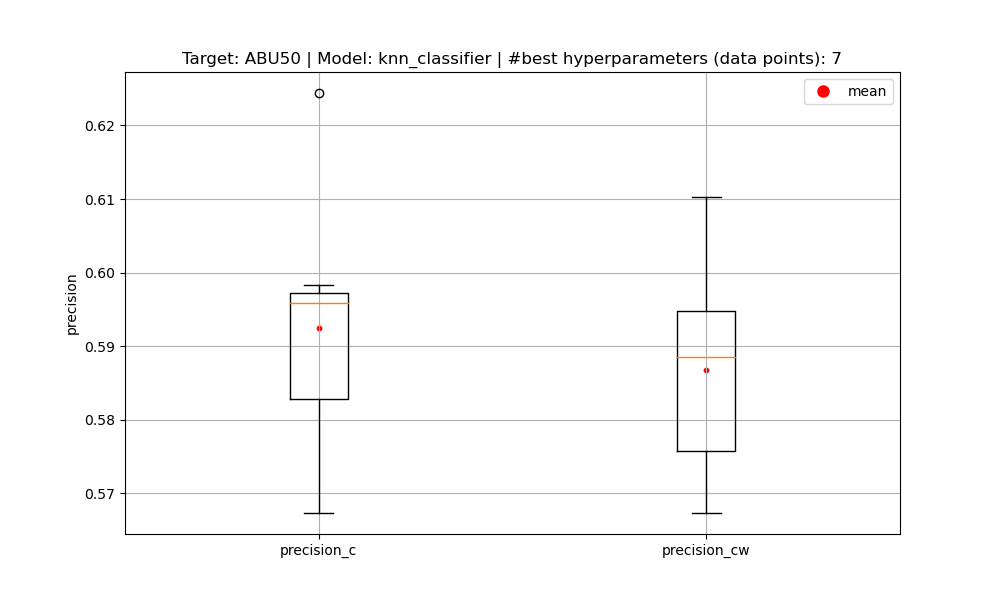 Target: ABU50 | Model: knn_classifier | #best hyperparameters (data points): 7
mean
0.62
0.61
0.60
0.59
0.58
0.57
precision
precision_c
precision_cw